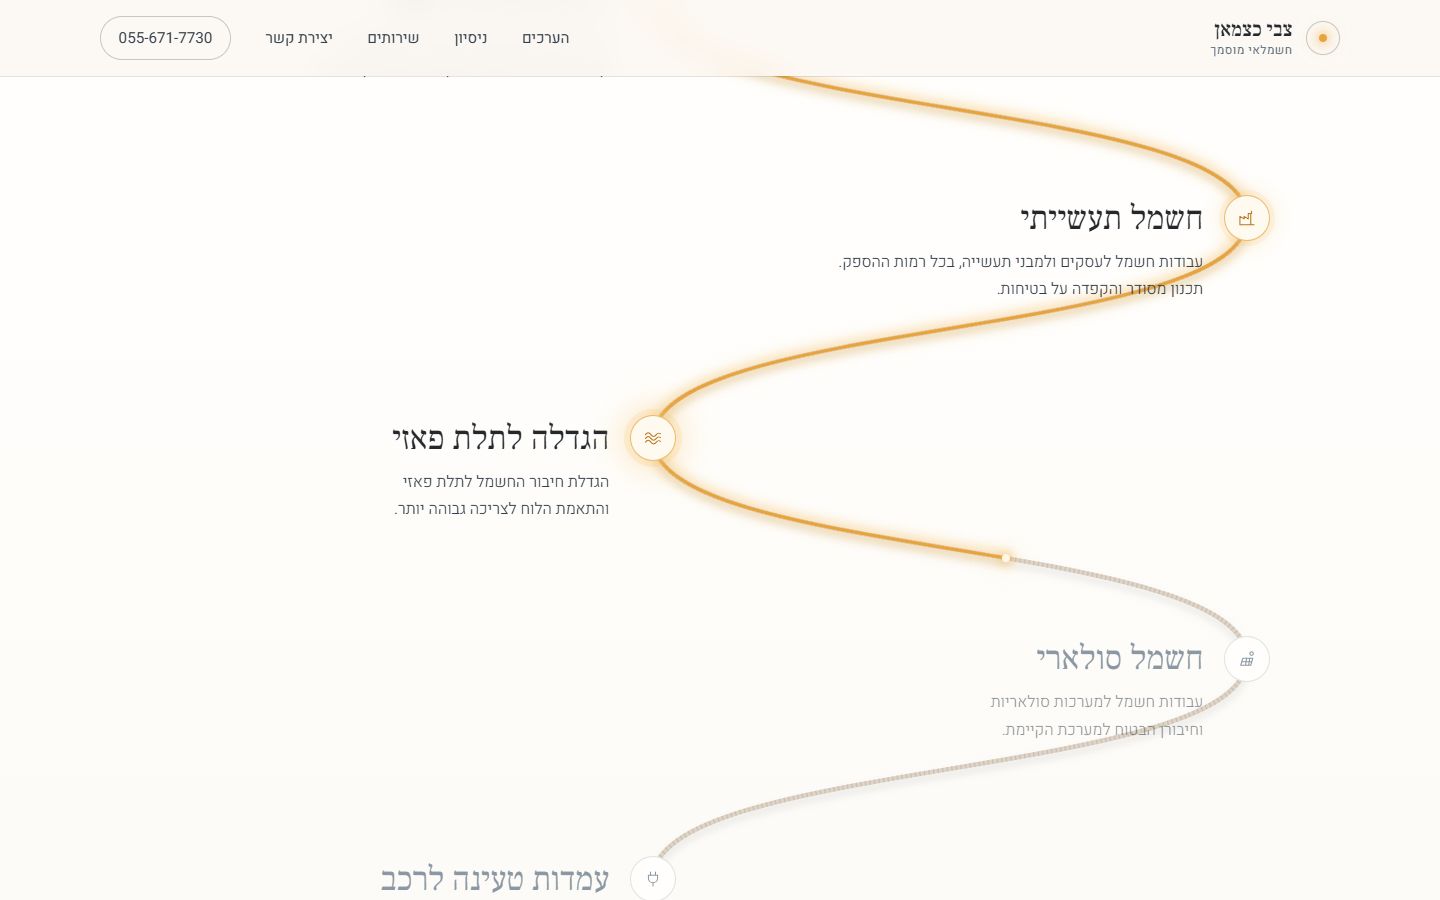 צבי כצמאן
חשמלאי מוסמך
הערכים
ניסיון
שירותים
יצירת קשר
055-671-7730
חשמל תעשייתי
עבודות חשמל לעסקים ולמבני תעשייה, בכל רמות ההספק.
תכנון מסודר והקפדה על בטיחות.
הגדלה לתלת פאזי
הגדלת חיבור החשמל לתלת פאזי
והתאמת הלוח לצריכה גבוהה יותר.
חשמל סולארי
עבודות חשמל למערכות סולאריות
וחיבורן הבטוח למערכת הקיימת.
עמדות טעינה לרכב